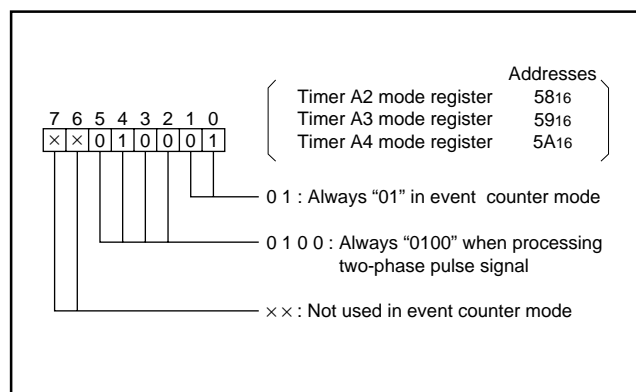 Addresses
Timer A2 mode register 5816
Timer A3 mode register 5916
Timer A4 mode register 5A16
7 6 5 4 3 2 1 0
× × 0 1 0 0 0 1
0 1 : Always “01” in event counter mode
0 1 0 0 : Always “0100” when processing
two-phase pulse signal
× × : Not used in event counter mode